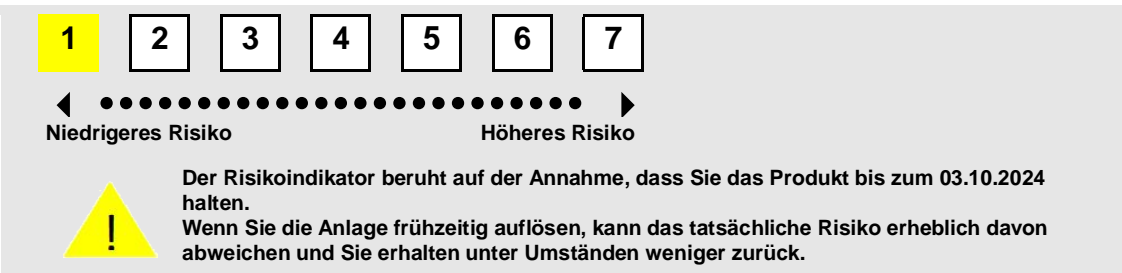 1 2 3 4 5 6 7
Niedrigeres Risiko Höheres Risiko
Der Risikoindikator beruht auf der Annahme, dass Sie das Produkt bis zum 03.10.2024
halten.
Wenn Sie die Anlage frühzeitig auflösen, kann das tatsächliche Risiko erheblich davon
abweichen und Sie erhalten unter Umständen weniger zurück.
!